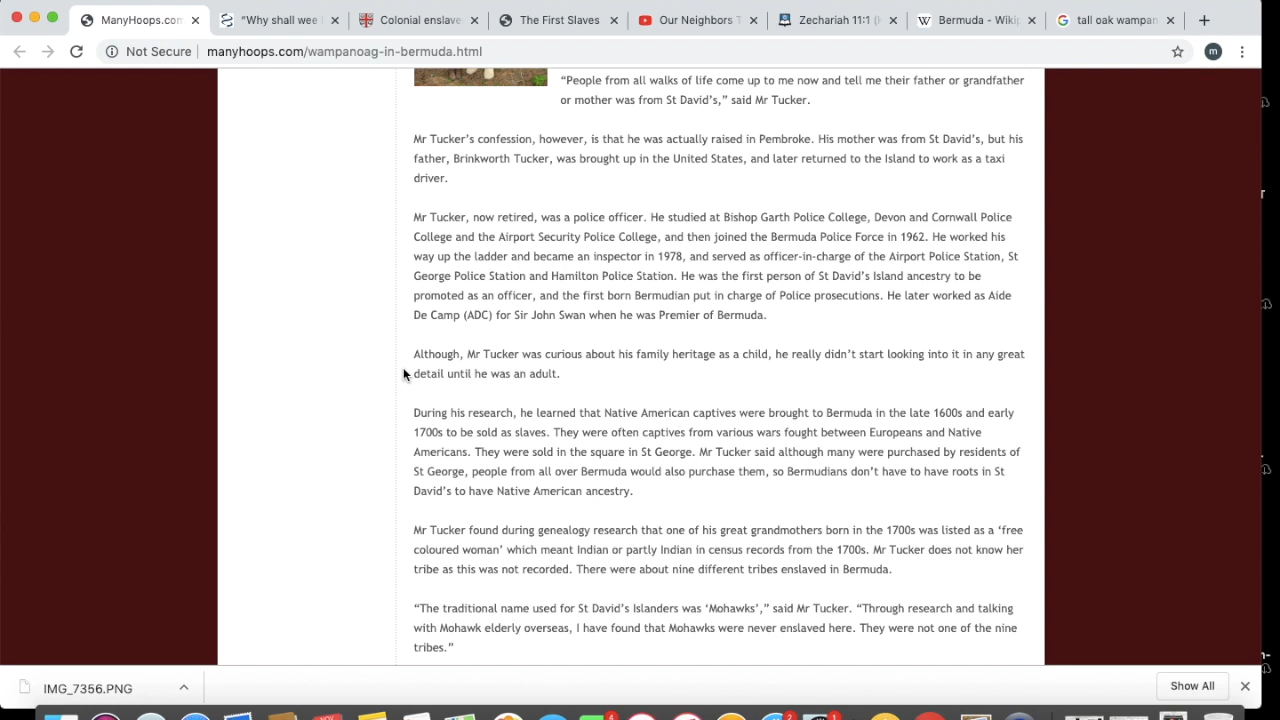 ManyHoops.com
"Why shall wee
Colonial enslave
The First Slaves
Our Neighbors T
Zechariah 11:1 (
Bermuda - Wiki
tall oak wampan
Not Secure
manyhoops.com/wampanoag-in-bermuda.html
m
“People from all walks of life come up to me now and tell me their father or grandfather
or mother was from St David’s,” said Mr Tucker.
Mr Tucker’s confession, however, is that he was actually raised in Pembroke. His mother was from St David’s, but his
father, Brinkworth Tucker, was brought up in the United States, and later returned to the Island to work as a taxi
driver.
Mr Tucker, now retired, was a police officer. He studied at Bishop Garth Police College, Devon and Cornwall Police
College and the Airport Security Police College, and then joined the Bermuda Police Force in 1962. He worked his
way up the ladder and became an inspector in 1978, and served as officer-in-charge of the Airport Police Station, St
George Police Station and Hamilton Police Station. He was the first person of St David’s Island ancestry to be
promoted as an officer, and the first born Bermudian put in charge of Police prosecutions. He later worked as Aide
De Camp (ADC) for Sir John Swan when he was Premier of Bermuda.
Although, Mr Tucker was curious about his family heritage as a child, he really didn’t start looking into it in any great
detail until he was an adult.
During his research, he learned that Native American captives were brought to Bermuda in the late 1600s and early
1700s to be sold as slaves. They were often captives from various wars fought between Europeans and Native
Americans. They were sold in the square in St George. Mr Tucker said although many were purchased by residents of
St George, people from all over Bermuda would also purchase them, so Bermudians don’t have to have roots in St
David’s to have Native American ancestry.
Mr Tucker found during genealogy research that one of his great grandmothers born in the 1700s was listed as a ‘free
coloured woman’ which meant Indian or partly Indian in census records from the 1700s. Mr Tucker does not know her
tribe as this was not recorded. There were about nine different tribes enslaved in Bermuda.
“The traditional name used for St David’s Islanders was ‘Mohawks’,” said Mr Tucker. “Through research and talking
with Mohawk elderly overseas, I have found that Mohawks were never enslaved here. They were not one of the nine
tribes.”
IMG_7356.PNG
Show All
4
2
1